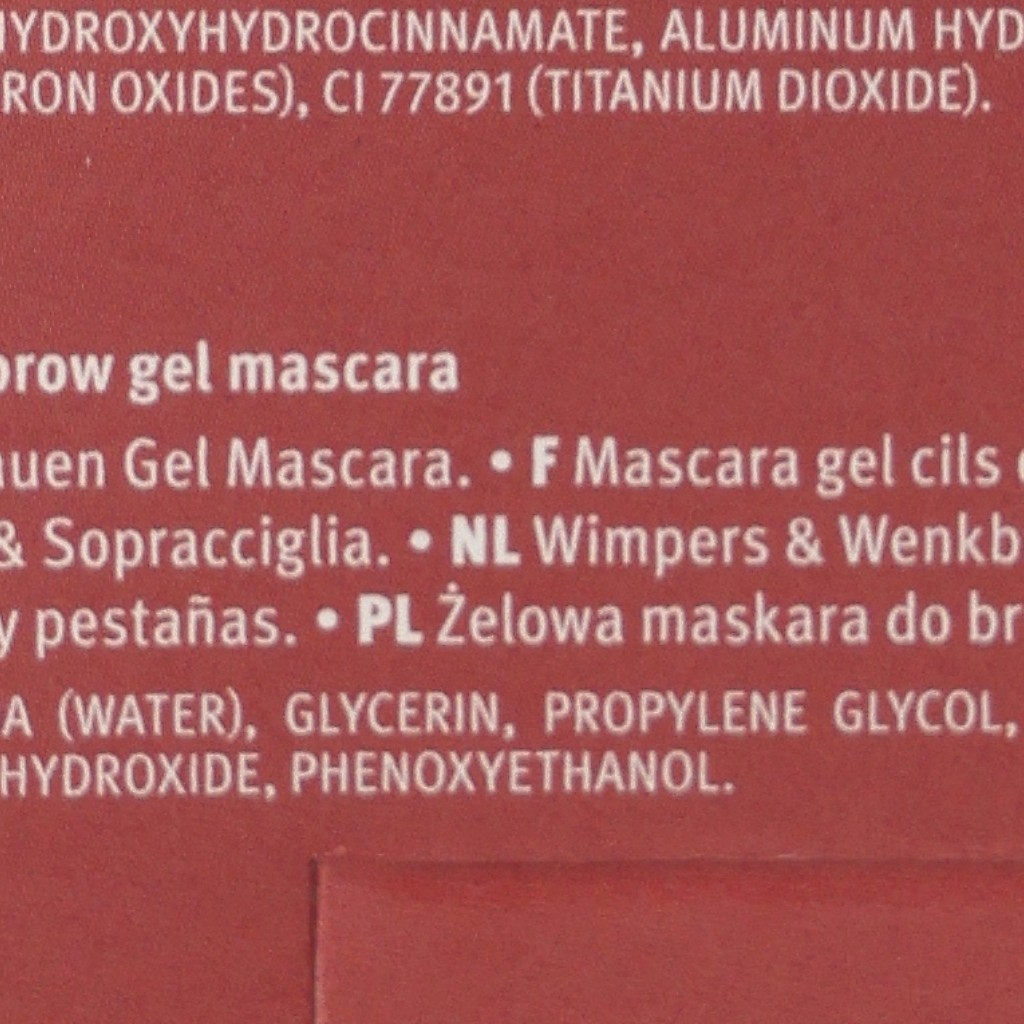 HYDROXYHYDROCINNAMATE, ALUMINUM HYD
RON OXIDES), CI 77891 (TITANIUM DIOXIDE).
brow gel mascara
auen Gel Mascara. • F Mascara gel cils
& Sopracciglia. • NL Wimpers & Wenkb
y pestañas. • PL Żelowa maskara do br
A (WATER), GLYCERIN, PROPYLENE GLYCOL,
HYDROXIDE, PHENOXYETHANOL.